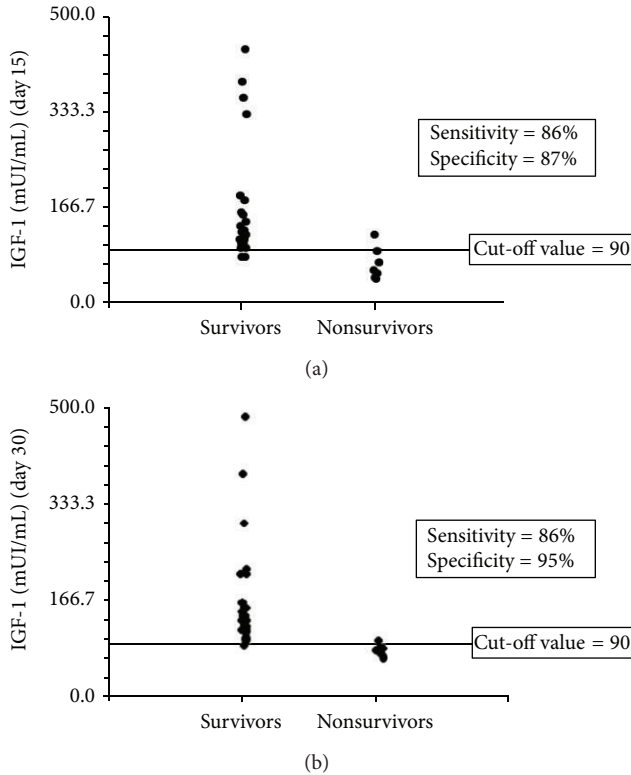 500.0
333.3
166.7
0.0
IGF-1 (mUI/mL) (day 15)
Sensitivity = 86%
Specificity = 87%
Cut-off value = 90
Survivors Nonsurvivors
(a)
500.0
333.3
166.7
0.0
IGF-1 (mUI/mL) (day 30)
Sensitivity = 86%
Specificity = 95%
Cut-off value = 90
Survivors Nonsurvivors
(b)